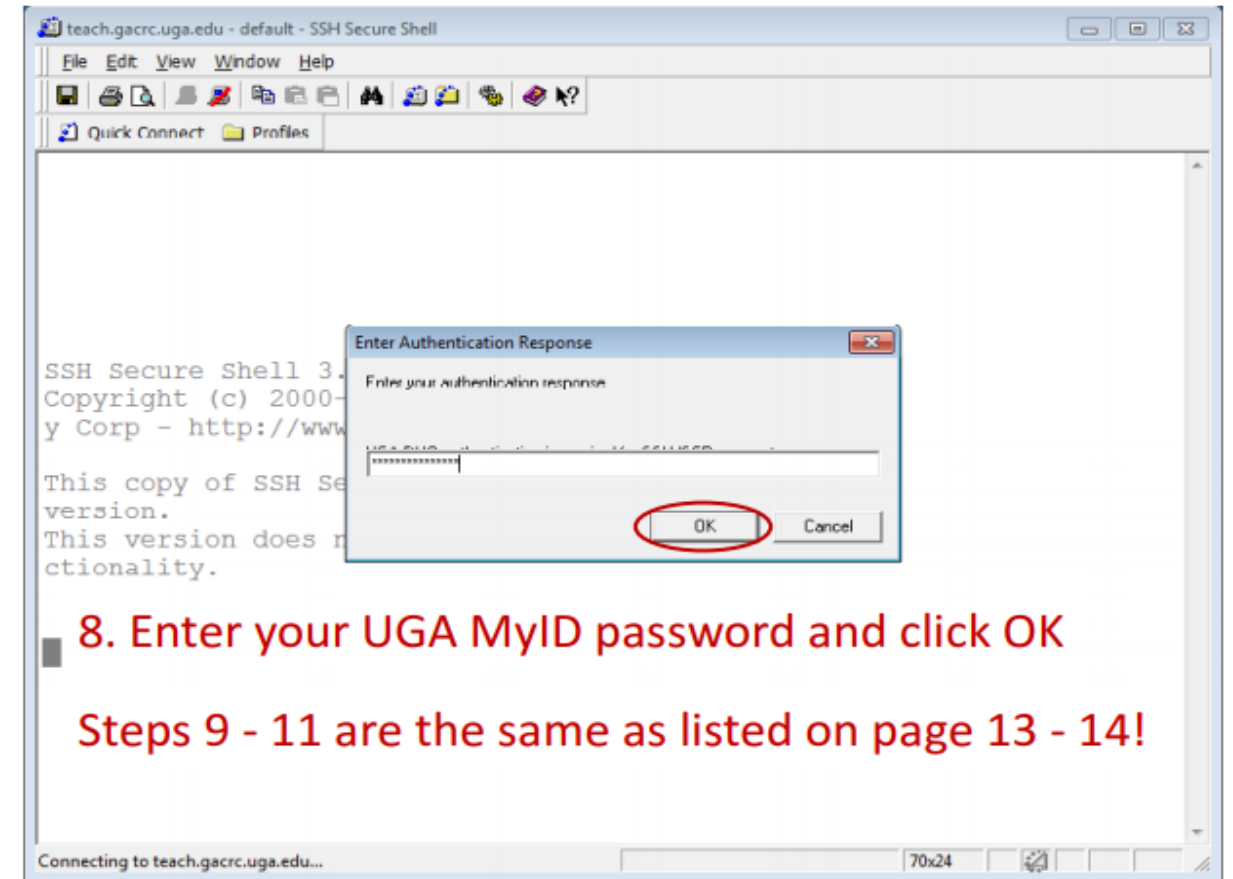 teach.gacrc.uga.edu - default - SSH Secure Shell
File Edit View Window Help
Quick Connect Profiles
Enter Authentication Response
Enter your authentication response
SSH Secure Shell 3.
Copyright (c) 2000-
y Corp - http://www
This copy of SSH Se
version.
This version does n
ctionality.
***************
OK Cancel
8. Enter your UGA MyID password and click OK
Steps 9 - 11 are the same as listed on page 13 - 14!
Connecting to teach.gacrc.uga.edu... 70x24